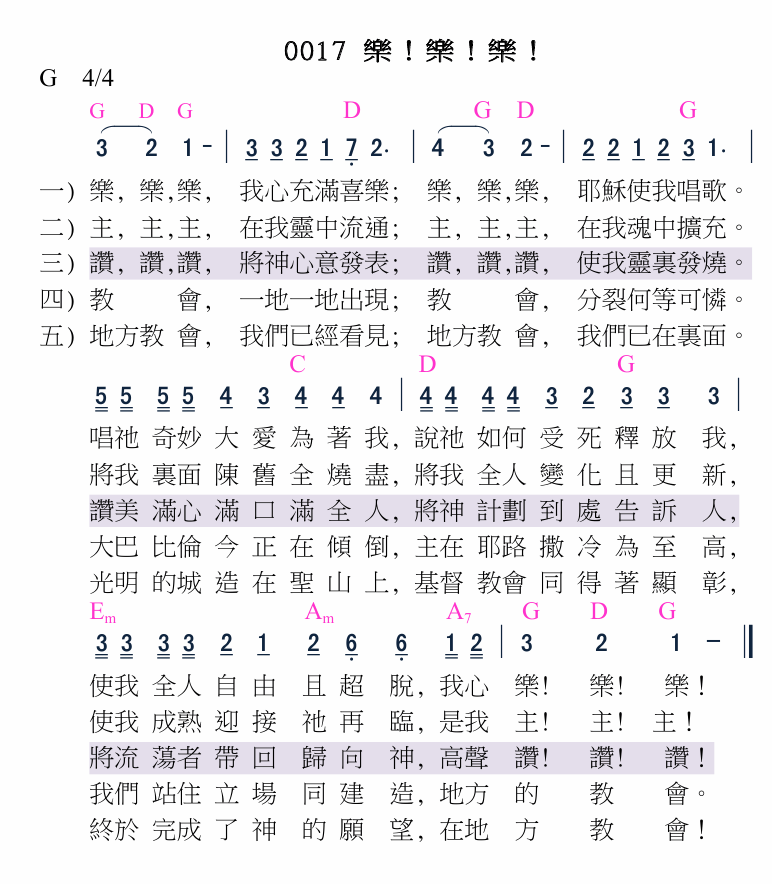 0017 樂！樂！樂！
G 4/4
G D G D G D G
3 2 1 - | 3 3 2 1 7 2. | 4 3 2 - | 2 2 1 2 3 1. |
一) 樂, 樂,樂, 我心充滿喜樂; 樂, 樂,樂, 耶穌使我唱歌。
二) 主, 主,主, 在我靈中流通; 主, 主,主, 在我魂中擴充。
三) 讚, 讚,讚, 將神心意發表; 讚, 讚,讚, 使我靈裏發燒。
四) 教 會, 一地一地出現; 教 會, 分裂何等可憐。
五) 地方教 會, 我們已經看見; 地方教 會, 我們已在裏面。
C D G
5 5 5 5 4 3 4 4 4 | 4 4 4 4 3 2 3 3 3 |
唱祂 奇妙 大 愛 為 著 我, 說祂 如何 受 死 釋 放 我,
將我 裏面 陳 舊 全 燒 盡, 將我 全人 變 化 且 更 新,
讚美 滿心 滿 口 滿 全 人, 將神 計劃 到 處 告 訴 人,
大巴 比倫 今 正 在 傾 倒, 主在 耶路 撒 冷 為 至 高,
光明 的城 造 在 聖 山 上, 基督 教會 同 得 著 顯 彰,
Em Am A7 G D G
3 3 3 3 2 1 2 6 6 1 2 | 3 2 1 - ‖
使我 全人 自 由 且 超 脫, 我心 樂! 樂! 樂!
使我 成熟 迎 接 祂 再 臨, 是我 主! 主! 主!
將流 蕩者 帶 回 歸 向 神, 高聲 讚! 讚! 讚!
我們 站住 立 場 同 建 造, 地方 的 教 會。
終於 完成 了 神 的 願 望, 在地 方 教 會!